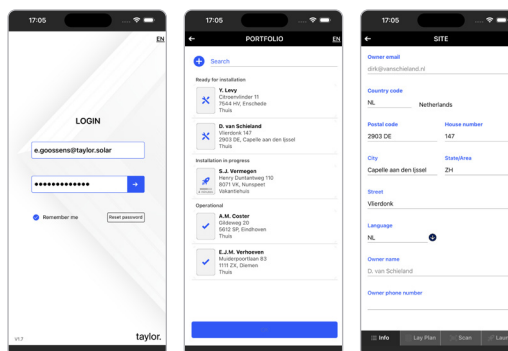 17:05
EN
LOGIN
e.goossens@taylor.solar
Remember me
Reset password
V1.7
taylor.
17:05
PORTFOLIO
EN
Search
Ready for installation
Y. Levy
Citroenvlinder 11
7544 HV, Enschede
Thuis
D. van Schieland
Vlierdonk 147
2903 DE, Capelle aan den Ijssel
Thuis
Installation in progress
S.J. Vermegen
Henry Duntantweg 110
8071 VK, Nunspeet
Vakantiehuis
Operational
A.M. Coster
Gildeweg 20
5612 SP, Eindhoven
Thuis
E.J.M. Verhoeven
Muiderpoortlaan 83
1111 ZX, Diemen
Thuis
17:05
SITE
Owner email
dirk@vanschieland.nl
Country code
NL Netherlands
Postal code House number
2903 DE 147
City State/Area
Capelle aan den Ijssel ZH
Street
Vlierdonk
Language
NL
Owner name
D. van Schieland
Owner phone number
Info Lay Plan Scan Laun